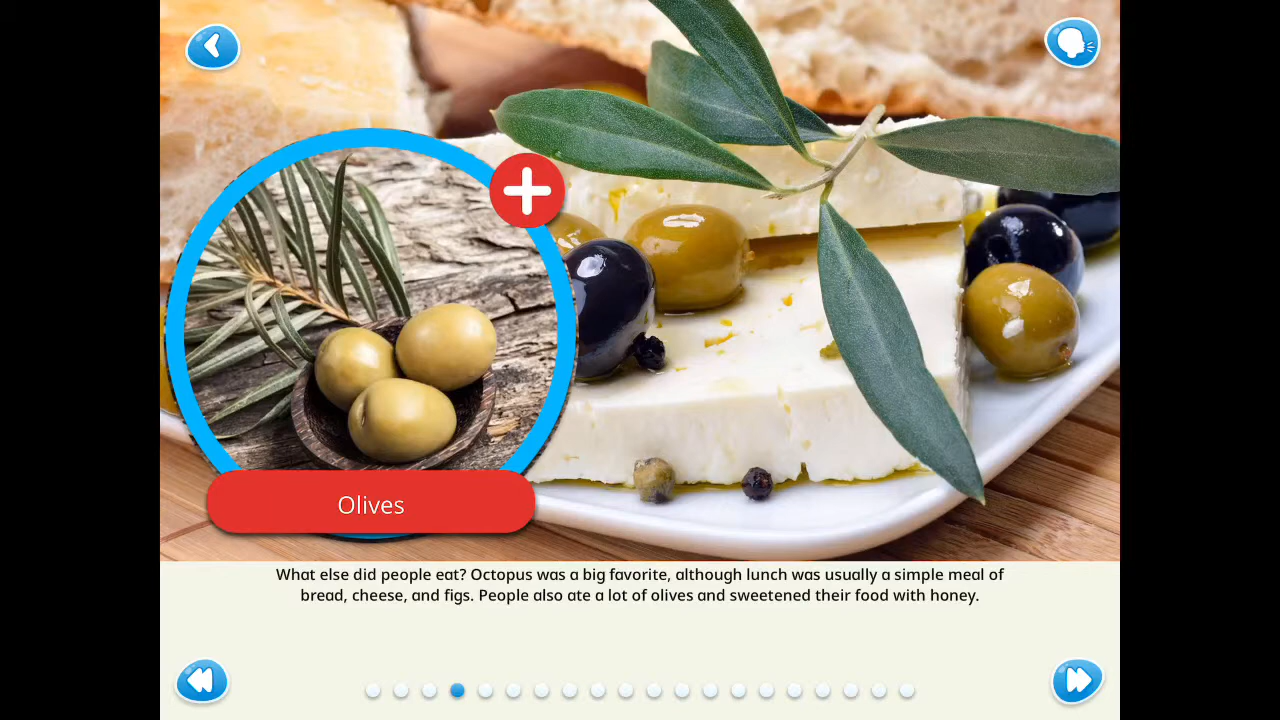 Olives
What else did people eat? Octopus was a big favorite, although lunch was usually a simple meal of
bread, cheese, and figs. People also ate a lot of olives and sweetened their food with honey.